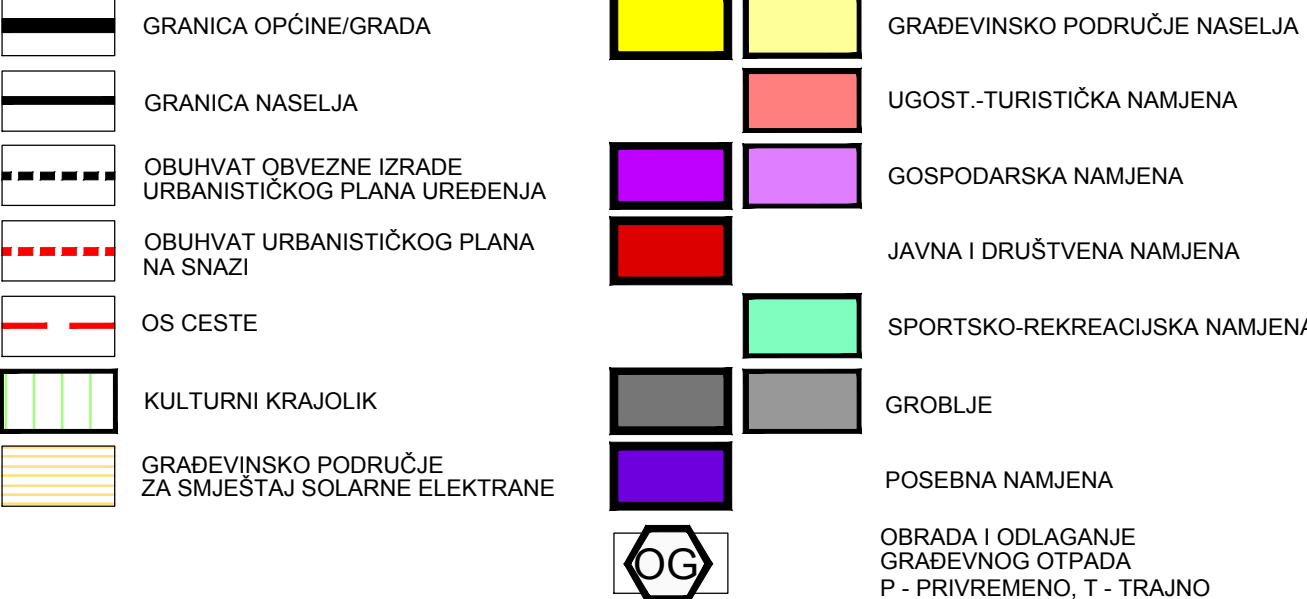 GRANICA OPĆINE/GRADA
GRANICA NASELJA
OBUHVAT OBVEZNE IZRADE
URBANISTIČKOG PLANA UREĐENJA
OBUHVAT URBANISTIČKOG PLANA
NA SNAZI
OS CESTE
KULTURNI KRAJOLIK
GRAĐEVINSKO PODRUČJE
ZA SMJEŠTAJ SOLARNE ELEKTRANE
GRAĐEVINSKO PODRUČJE NASELJA
UGOST.-TURISTIČKA NAMJENA
GOSPODARSKA NAMJENA
JAVNA I DRUŠTVENA NAMJENA
SPORTSKO-REKREACIJSKA NAMJENA
GROBLJE
POSEBNA NAMJENA
OG
OBRADA I ODLAGANJE
GRAĐEVNOG OTPADA
P - PRIVREMENO, T - TRAJNO